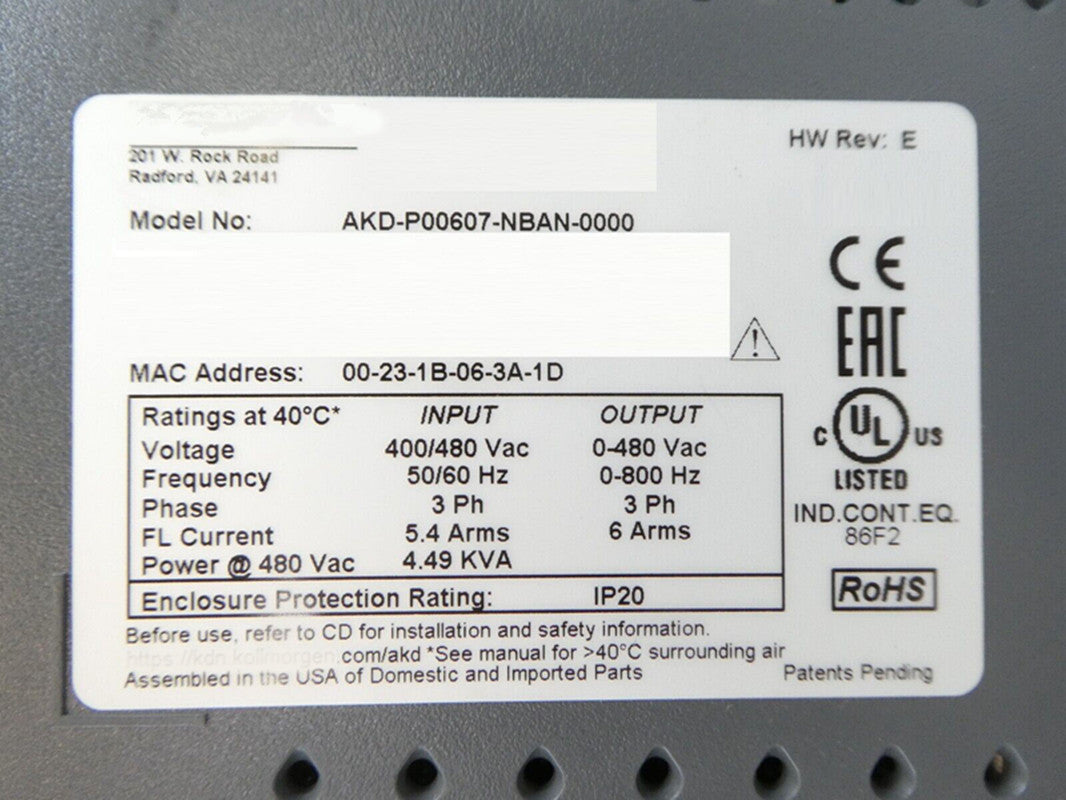 201 W. Rock Road
Radford, VA 24141
HW Rev: E
Model No: AKD-P00607-NBAN-0000
MAC Address: 00-23-1B-06-3A-1D
Ratings at 40°C* INPUT OUTPUT
Voltage 400/480 Vac 0-480 Vac
Frequency 50/60 Hz 0-800 Hz
Phase 3 Ph 3 Ph
FL Current 5.4 Arms 6 Arms
Power @ 480 Vac 4.49 KVA
Enclosure Protection Rating: IP20
Before use, refer to CD for installation and safety information.
https://kdn.kollmorgen.com/akd *See manual for >40°C surrounding air
Assembled in the USA of Domestic and Imported Parts
CE
EAC
C UL US
LISTED
IND.CONT.EQ.
86F2
RoHS
Patents Pending